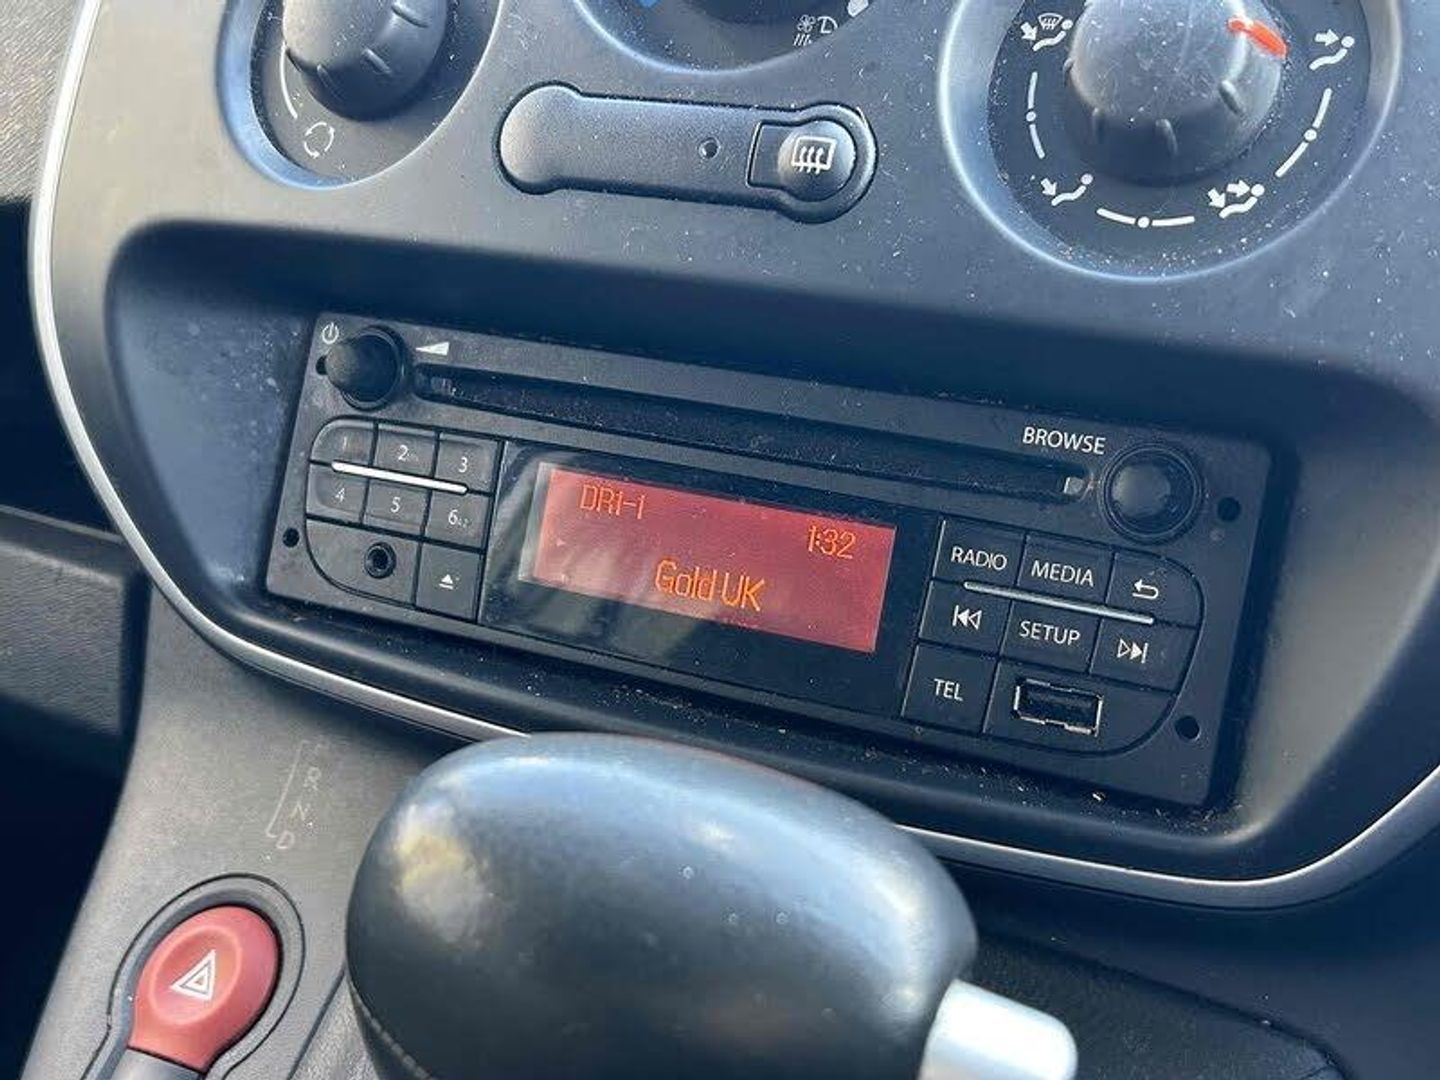 BROWSE
1 2 3
4 5 6
DR1-1
1:32
Gold UK
RADIO
MEDIA
SETUP
TEL
R
N
D